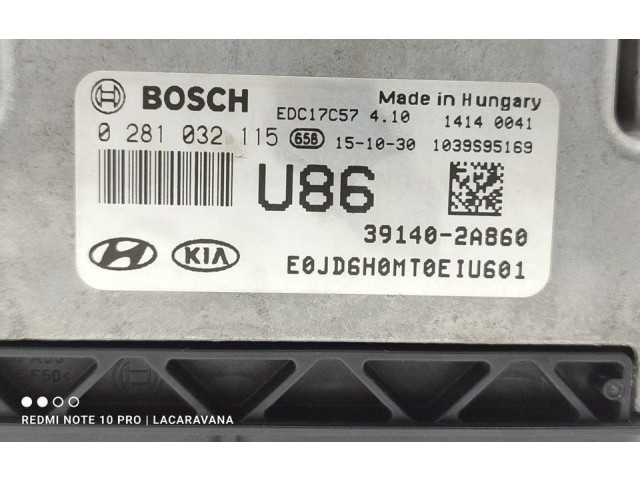 BOSCH
EDC17C57 4.10
Made in Hungary
1414 0041
0 281 032 115 658 15-10-30 1039S95169
U86
39140-2A860
KIA
E0JD6H0MT0EIU601
REDMI NOTE 10 PRO | LACARAVANA